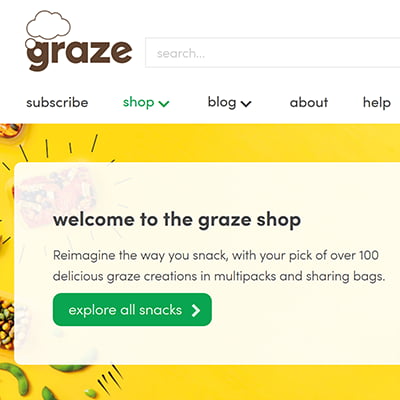 graze
search...
subscribe shop blog about help
welcome to the graze shop
Reimagine the way you snack, with your pick of over 100
delicious graze creations in multipacks and sharing bags.
explore all snacks